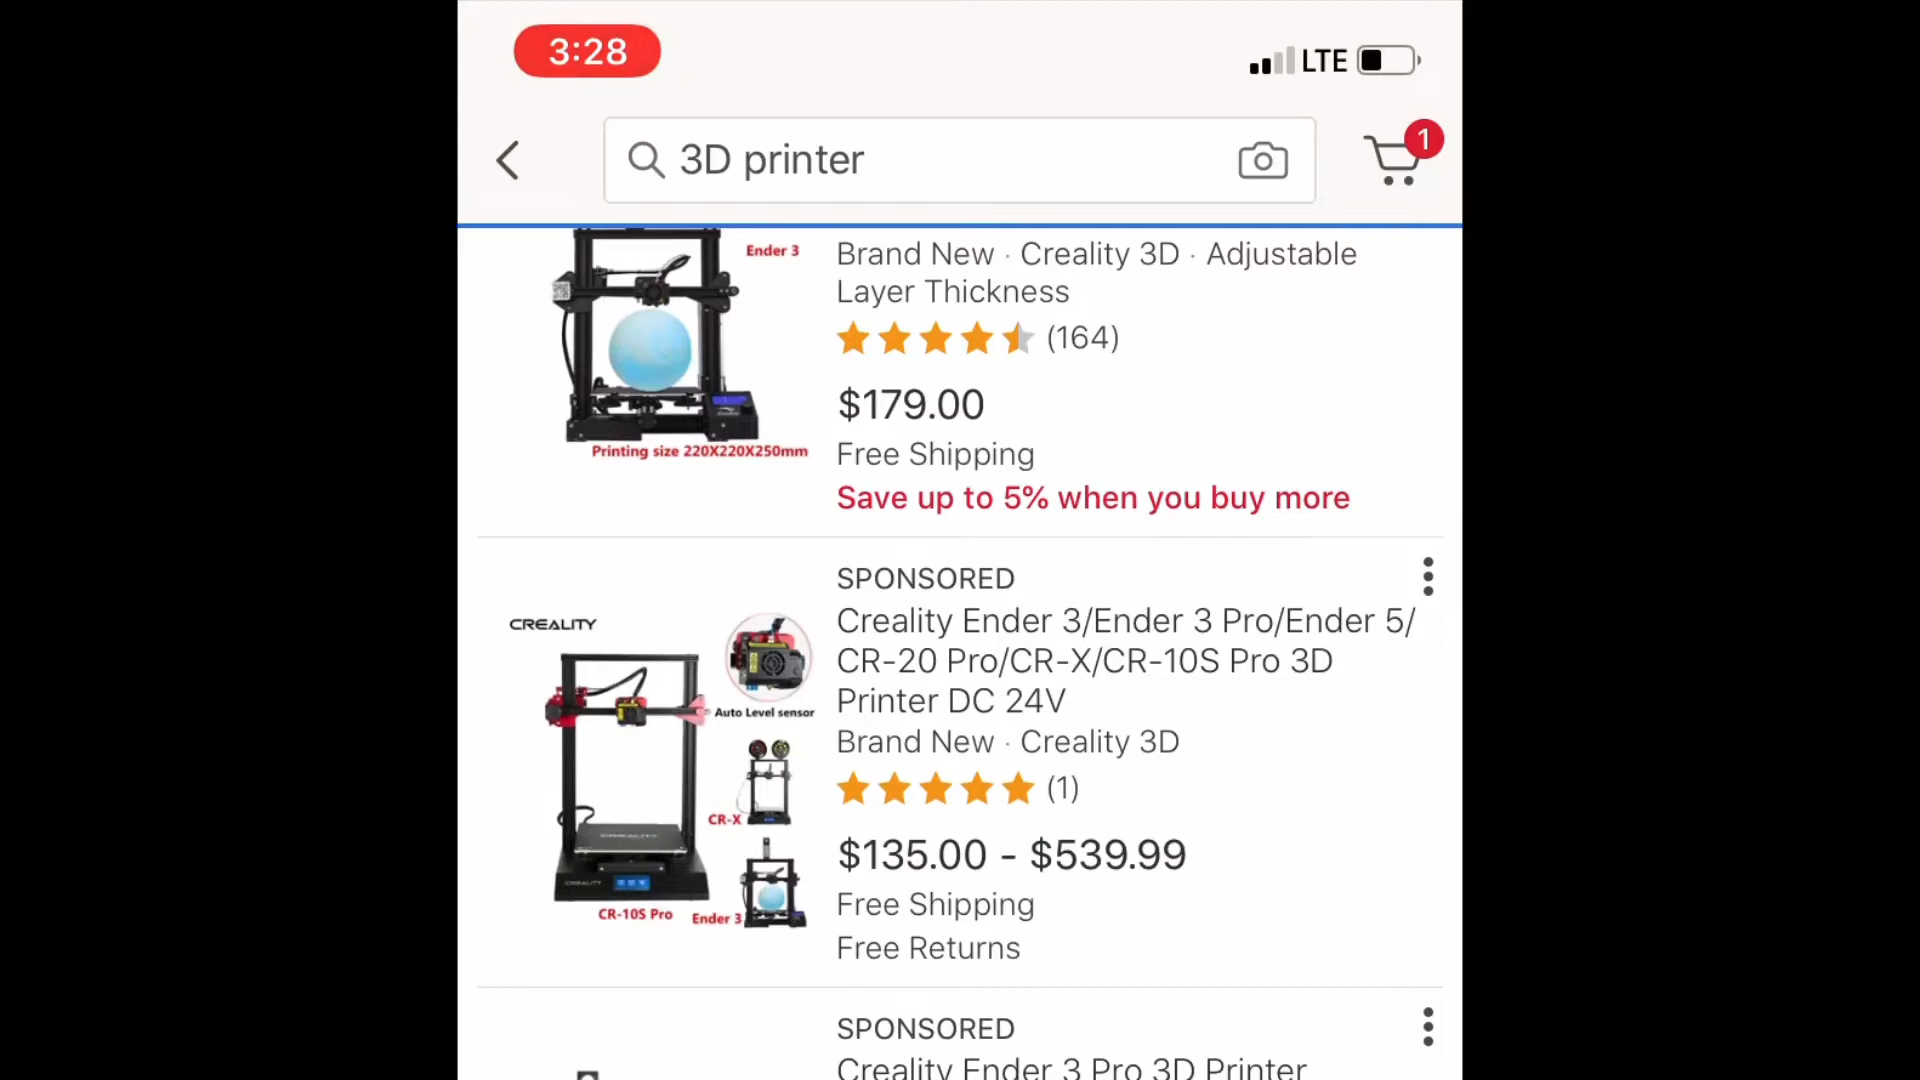 3:28
LTE
3D printer
1
Ender 3
Printing size 220X220X250mm
Brand New · Creality 3D · Adjustable
Layer Thickness
(164)
$179.00
Free Shipping
Save up to 5% when you buy more
CREALITY
Auto Level sensor
CR-X
CREALITY
CR-10S Pro
Ender 3
SPONSORED
Creality Ender 3/Ender 3 Pro/Ender 5/
CR-20 Pro/CR-X/CR-10S Pro 3D
Printer DC 24V
Brand New · Creality 3D
(1)
$135.00 - $539.99
Free Shipping
Free Returns
SPONSORED
Creality Ender 3 Pro 3D Printer